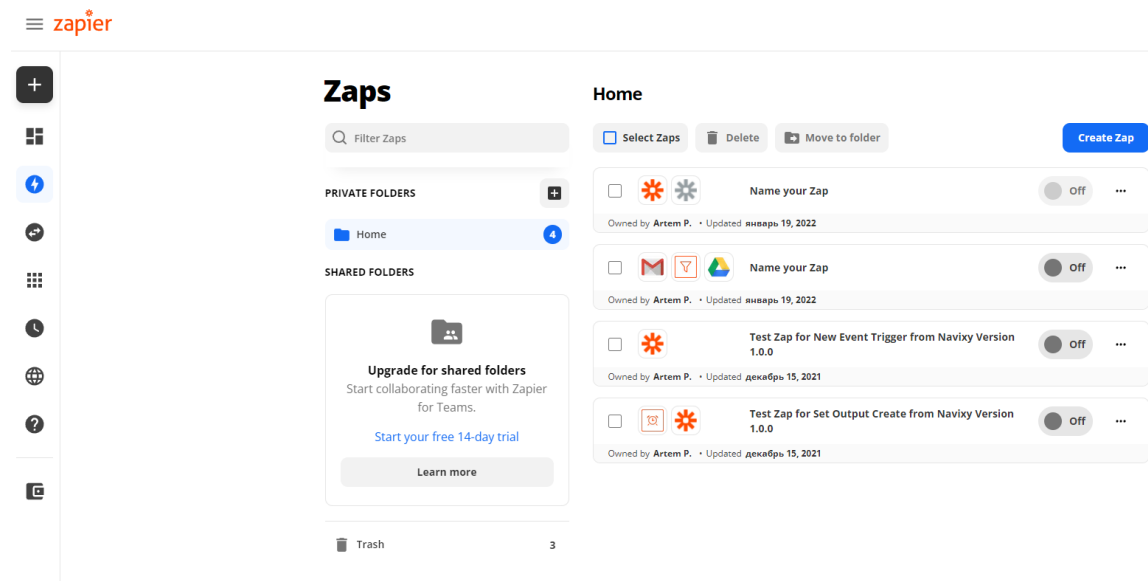 zapier
Zaps
Filter Zaps
PRIVATE FOLDERS
Home
4
SHARED FOLDERS
Upgrade for shared folders
Start collaborating faster with Zapier
for Teams.
Start your free 14-day trial
Learn more
Trash
3
Home
Select Zaps
Delete
Move to folder
Create Zap
Name your Zap
Off
Owned by Artem P. • Updated январь 19, 2022
Name your Zap
Off
Owned by Artem P. • Updated январь 19, 2022
Test Zap for New Event Trigger from Navixy Version
1.0.0
Off
Owned by Artem P. • Updated декабрь 15, 2021
Test Zap for Set Output Create from Navixy Version
1.0.0
Off
Owned by Artem P. • Updated декабрь 15, 2021